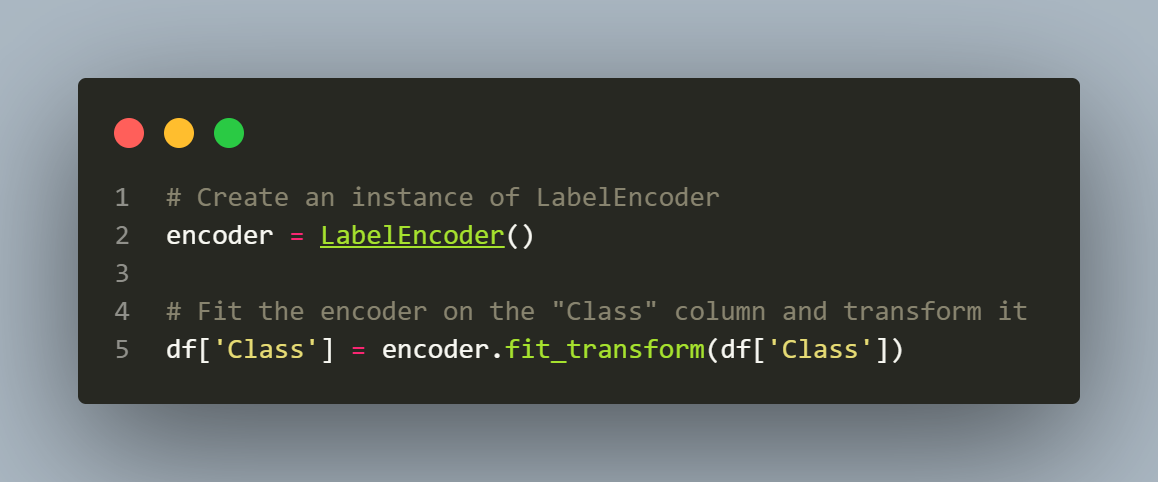 1 # Create an instance of LabelEncoder
2 encoder = LabelEncoder()
3
4 # Fit the encoder on the "Class" column and transform it
5 df['Class'] = encoder.fit_transform(df['Class'])